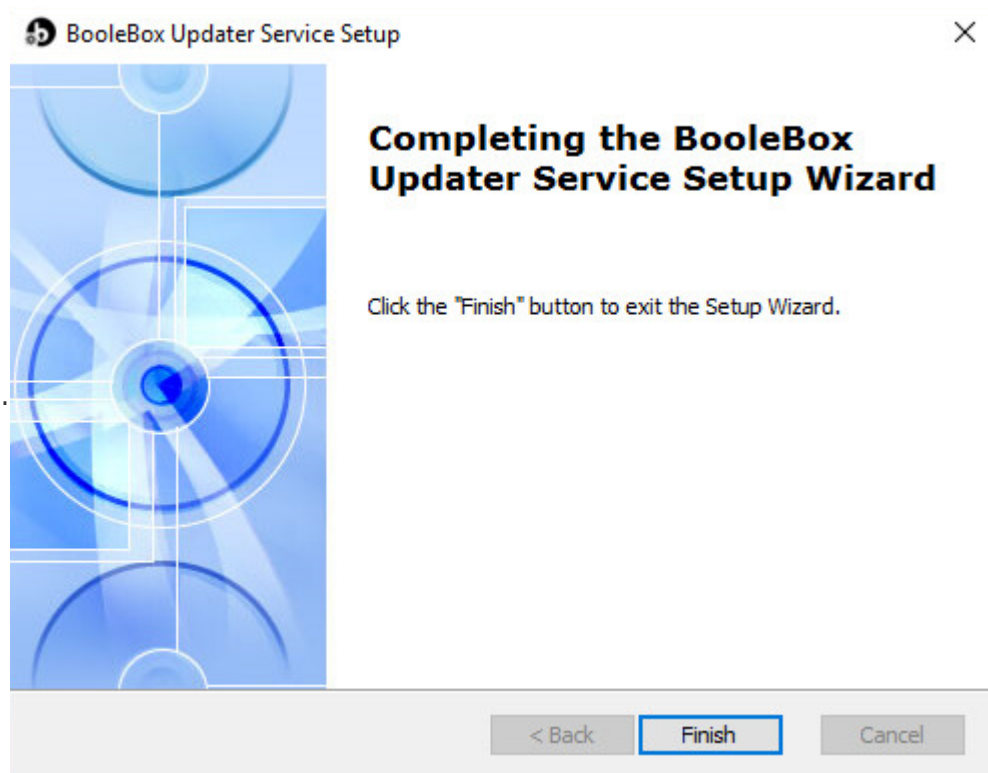 BooleBox Updater Service Setup
Completing the BooleBox
Updater Service Setup Wizard
Click the "Finish" button to exit the Setup Wizard.
.
< Back Finish Cancel